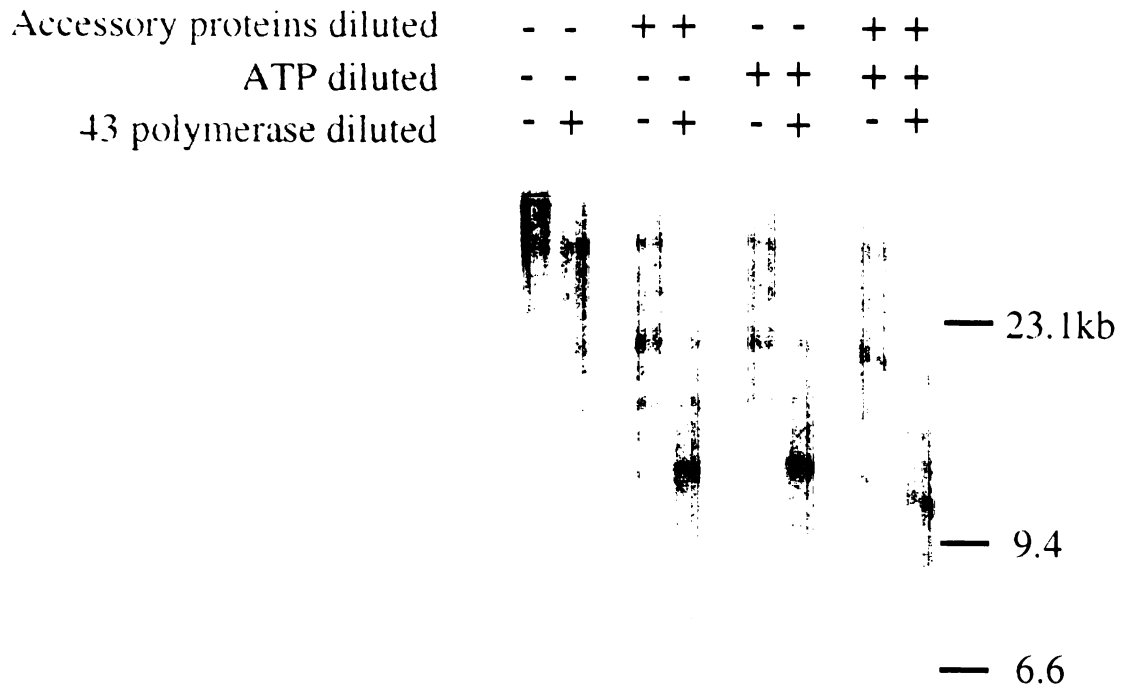 Accessory proteins diluted - - + + - - + +
ATP diluted - - - - + + + +
43 polymerase diluted - + - + - + - +
23.1kb
9.4
6.6